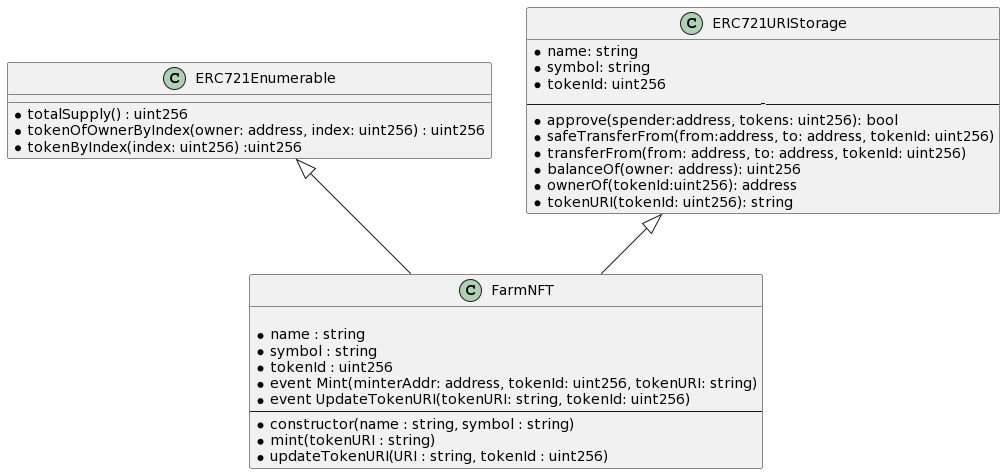 C ERC721Enumerable
totalSupply() : uint256
tokenOfOwnerByIndex(owner: address, index: uint256) : uint256
tokenByIndex(index: uint256) :uint256
C ERC721URIStorage
name: string
symbol: string
tokenId: uint256
approve(spender:address, tokens: uint256): bool
safeTransferFrom(from:address, to: address, tokenId: uint256)
transferFrom(from: address, to: address, tokenId: uint256)
balanceOf(owner: address): uint256
ownerOf(tokenId:uint256): address
tokenURI(tokenId: uint256): string
C FarmNFT
name : string
symbol : string
tokenId : uint256
event Mint(minterAddr: address, tokenId: uint256, tokenURI: string)
event UpdateTokenURI(tokenURI: string, tokenId: uint256)
constructor(name : string, symbol : string)
mint(tokenURI : string)
updateTokenURI(URI : string, tokenId : uint256)